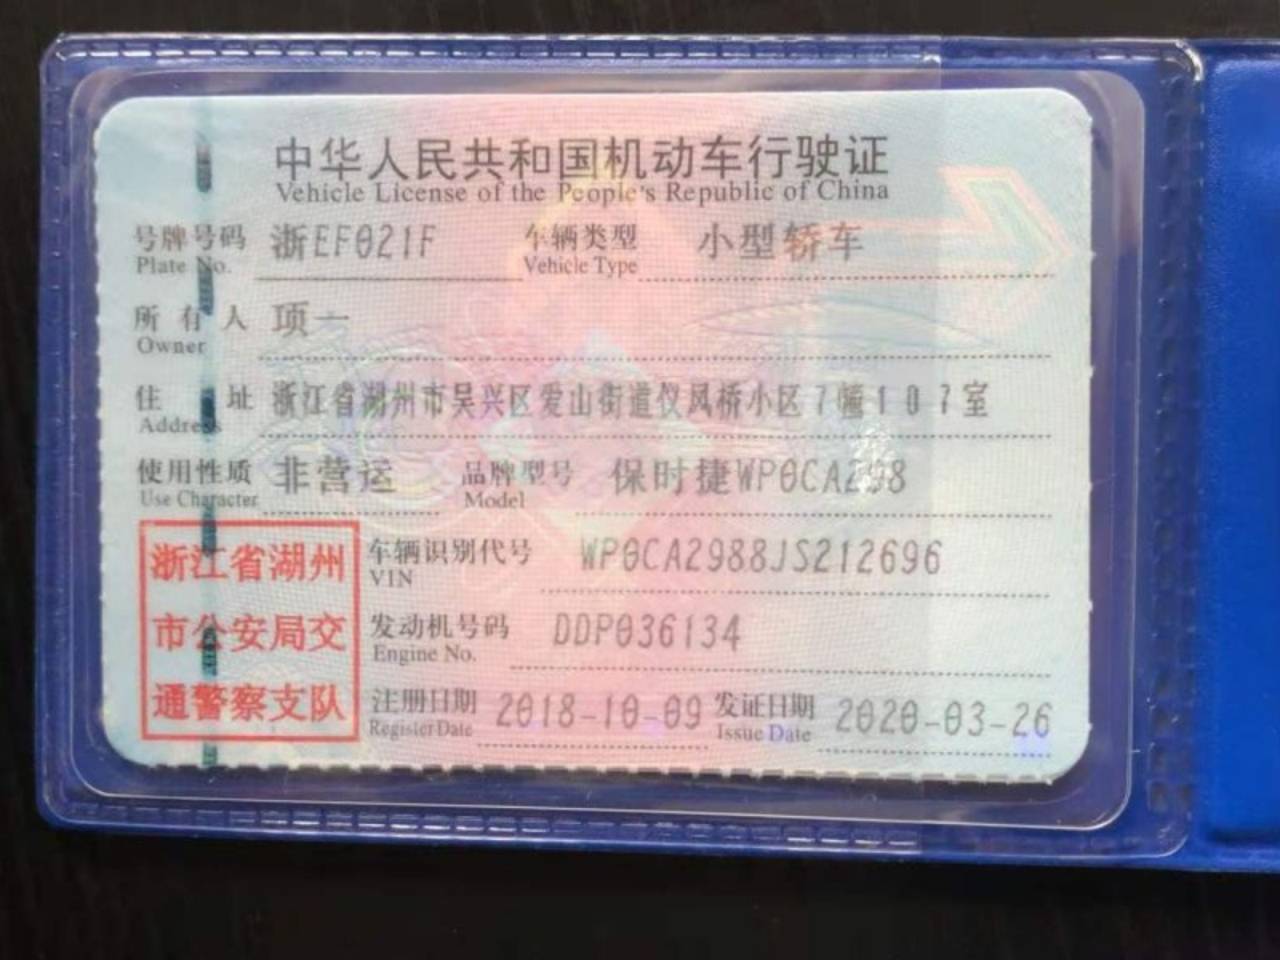 中华人民共和国机动车行驶证
Vehicle License of the People's Republic of China
号牌号码 浙EF021F 车辆类型 小型轿车
Plate No. Vehicle Type
所有人 项一
Owner
住址 浙江省湖州市吴兴区爱山街道仪凤桥小区7幢107室
Address
使用性质 非营运 品牌型号 保时捷WP0CA298
Use Character Model
浙江省湖州
市公安局交
通警察支队
车辆识别代号 WP0CA2988JS212696
VIN
发动机号码 DDP036134
Engine No.
注册日期 2018-10-09 发证日期 2020-03-26
Register Date Issue Date